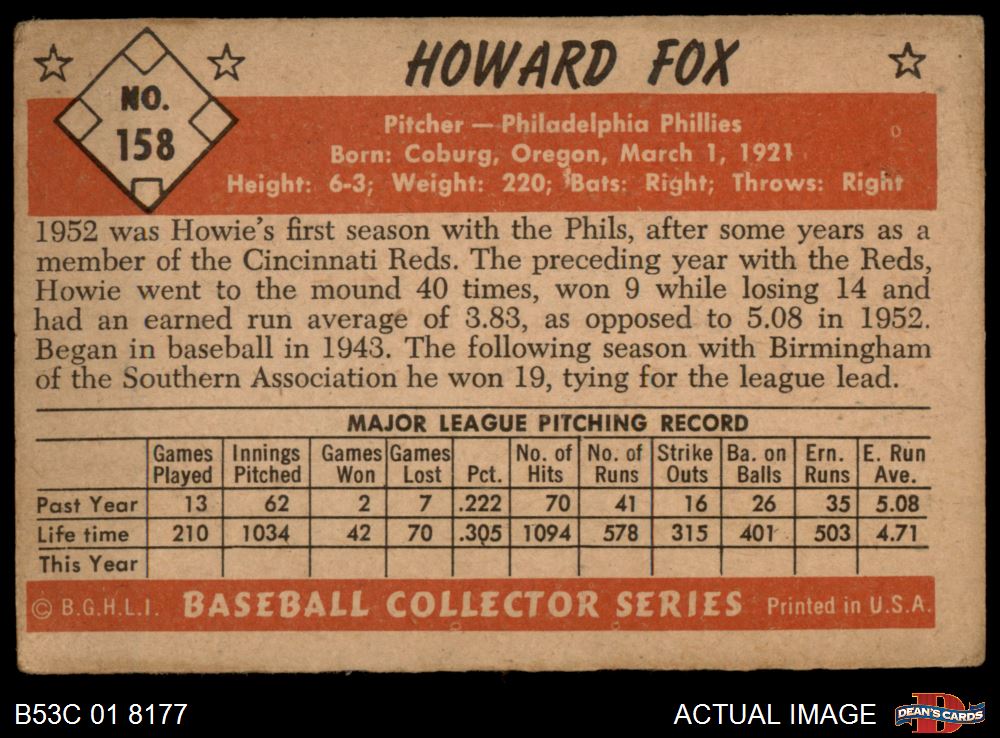 HOWARD FOX
NO.
158
Pitcher — Philadelphia Phillies
Born: Coburg, Oregon, March 1, 1921
Height: 6-3; Weight: 220; Bats: Right; Throws: Right
1952 was Howie's first season with the Phils, after some years as a
member of the Cincinnati Reds. The preceding year with the Reds,
Howie went to the mound 40 times, won 9 while losing 14 and
had an earned run average of 3.83, as opposed to 5.08 in 1952.
Began in baseball in 1943. The following season with Birmingham
of the Southern Association he won 19, tying for the league lead.
MAJOR LEAGUE PITCHING RECORD
Games Innings Games Games No. of No. of Strike Ba. on Ern. E. Run
Played Pitched Won Lost Pct. Hits Runs Outs Balls Runs Ave.
Past Year 13 62 2 7 .222 70 41 16 26 35 5.08
Life time 210 1034 42 70 .305 1094 578 315 401 503 4.71
This Year
© B.G.H.L.I. BASEBALL COLLECTOR SERIES Printed in U.S.A.
B53C 01 8177 ACTUAL IMAGE D DEAN'S CARDS